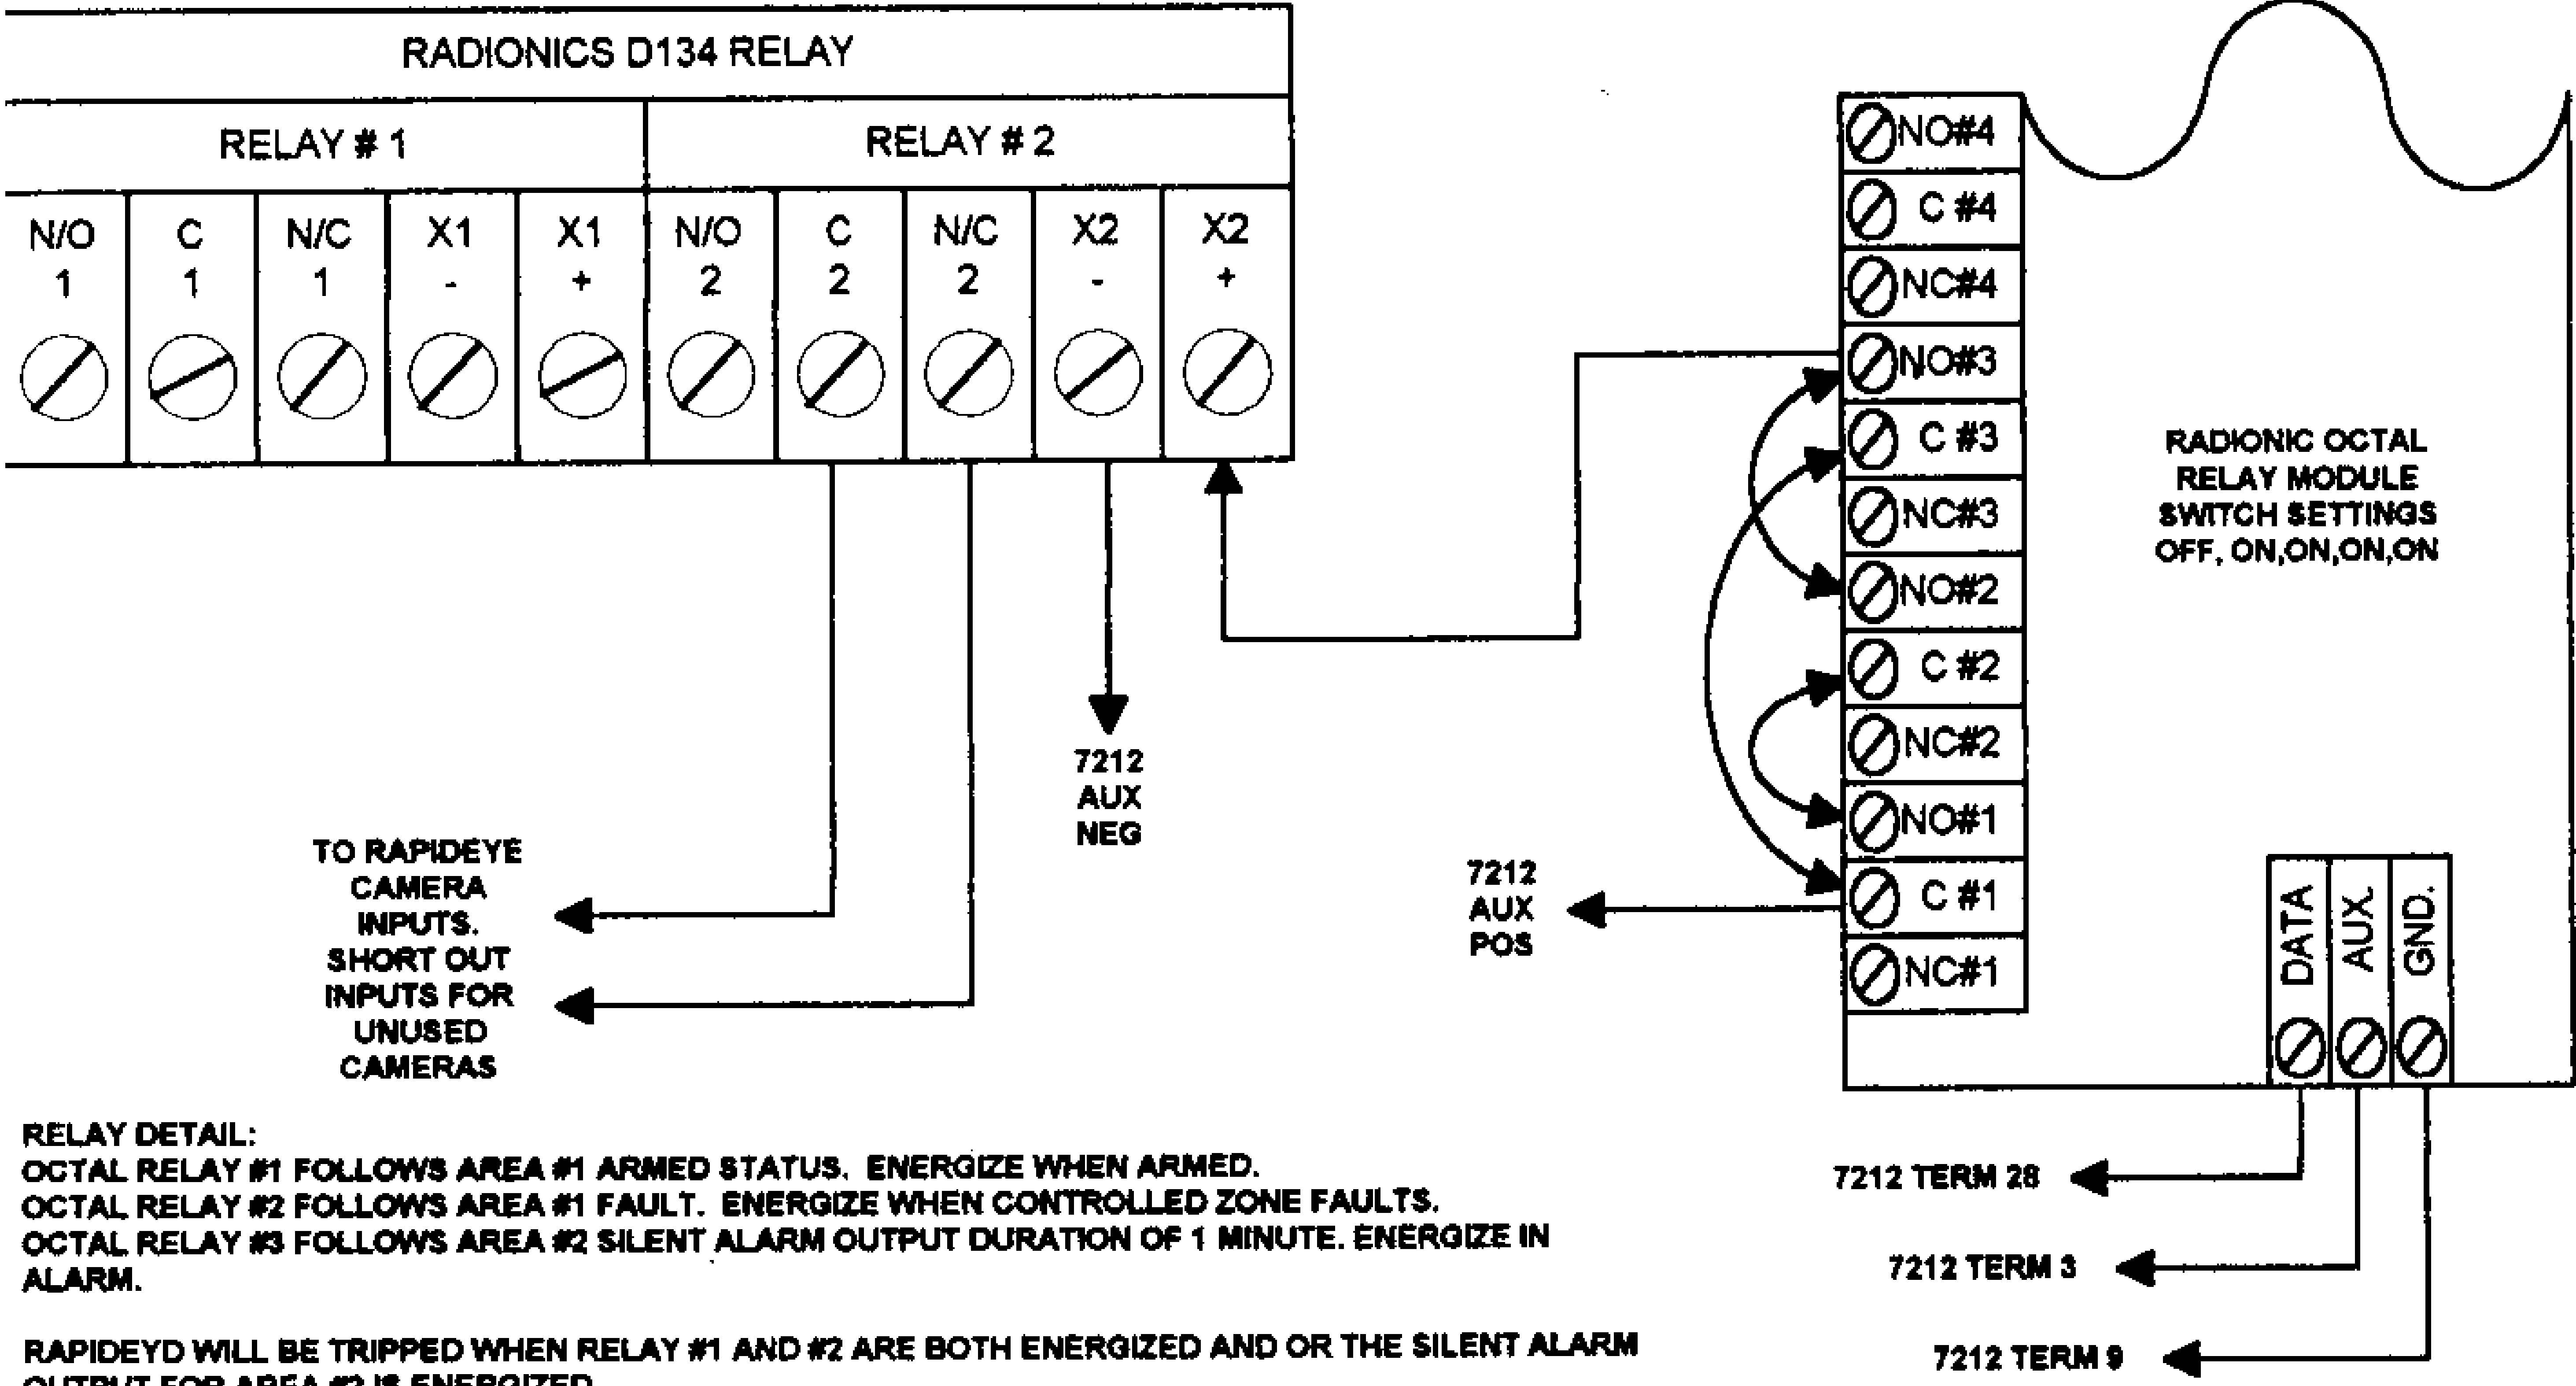 RADIONICS D134 RELAY
RELAY # 1
RELAY # 2
N/O
1
C
1
N/C
1
X1
-
X1
+
N/O
2
C
2
N/C
2
X2
-
X2
+
NO#4
C #4
NC#4
NO#3
C #3
NC#3
NO#2
C #2
NC#2
NO#1
C #1
NC#1
RADIONIC OCTAL
RELAY MODULE
SWITCH SETTINGS
OFF, ON,ON,ON,ON
7212
AUX
NEG
7212
AUX
POS
TO RAPIDEYE
CAMERA
INPUTS.
SHORT OUT
INPUTS FOR
UNUSED
CAMERAS
DATA
AUX.
GND.
7212 TERM 28
7212 TERM 3
7212 TERM 9
RELAY DETAIL:
OCTAL RELAY #1 FOLLOWS AREA #1 ARMED STATUS.  ENERGIZE WHEN ARMED.
OCTAL RELAY #2 FOLLOWS AREA #1 FAULT.  ENERGIZE WHEN CONTROLLED ZONE FAULTS.
OCTAL RELAY #3 FOLLOWS AREA #2 SILENT ALARM OUTPUT DURATION OF 1 MINUTE. ENERGIZE IN
ALARM.
RAPIDEYD WILL BE TRIPPED WHEN RELAY #1 AND #2 ARE BOTH ENERGIZED AND OR THE SILENT ALARM
OUTPUT FOR AREA #2 IS ENERGIZED